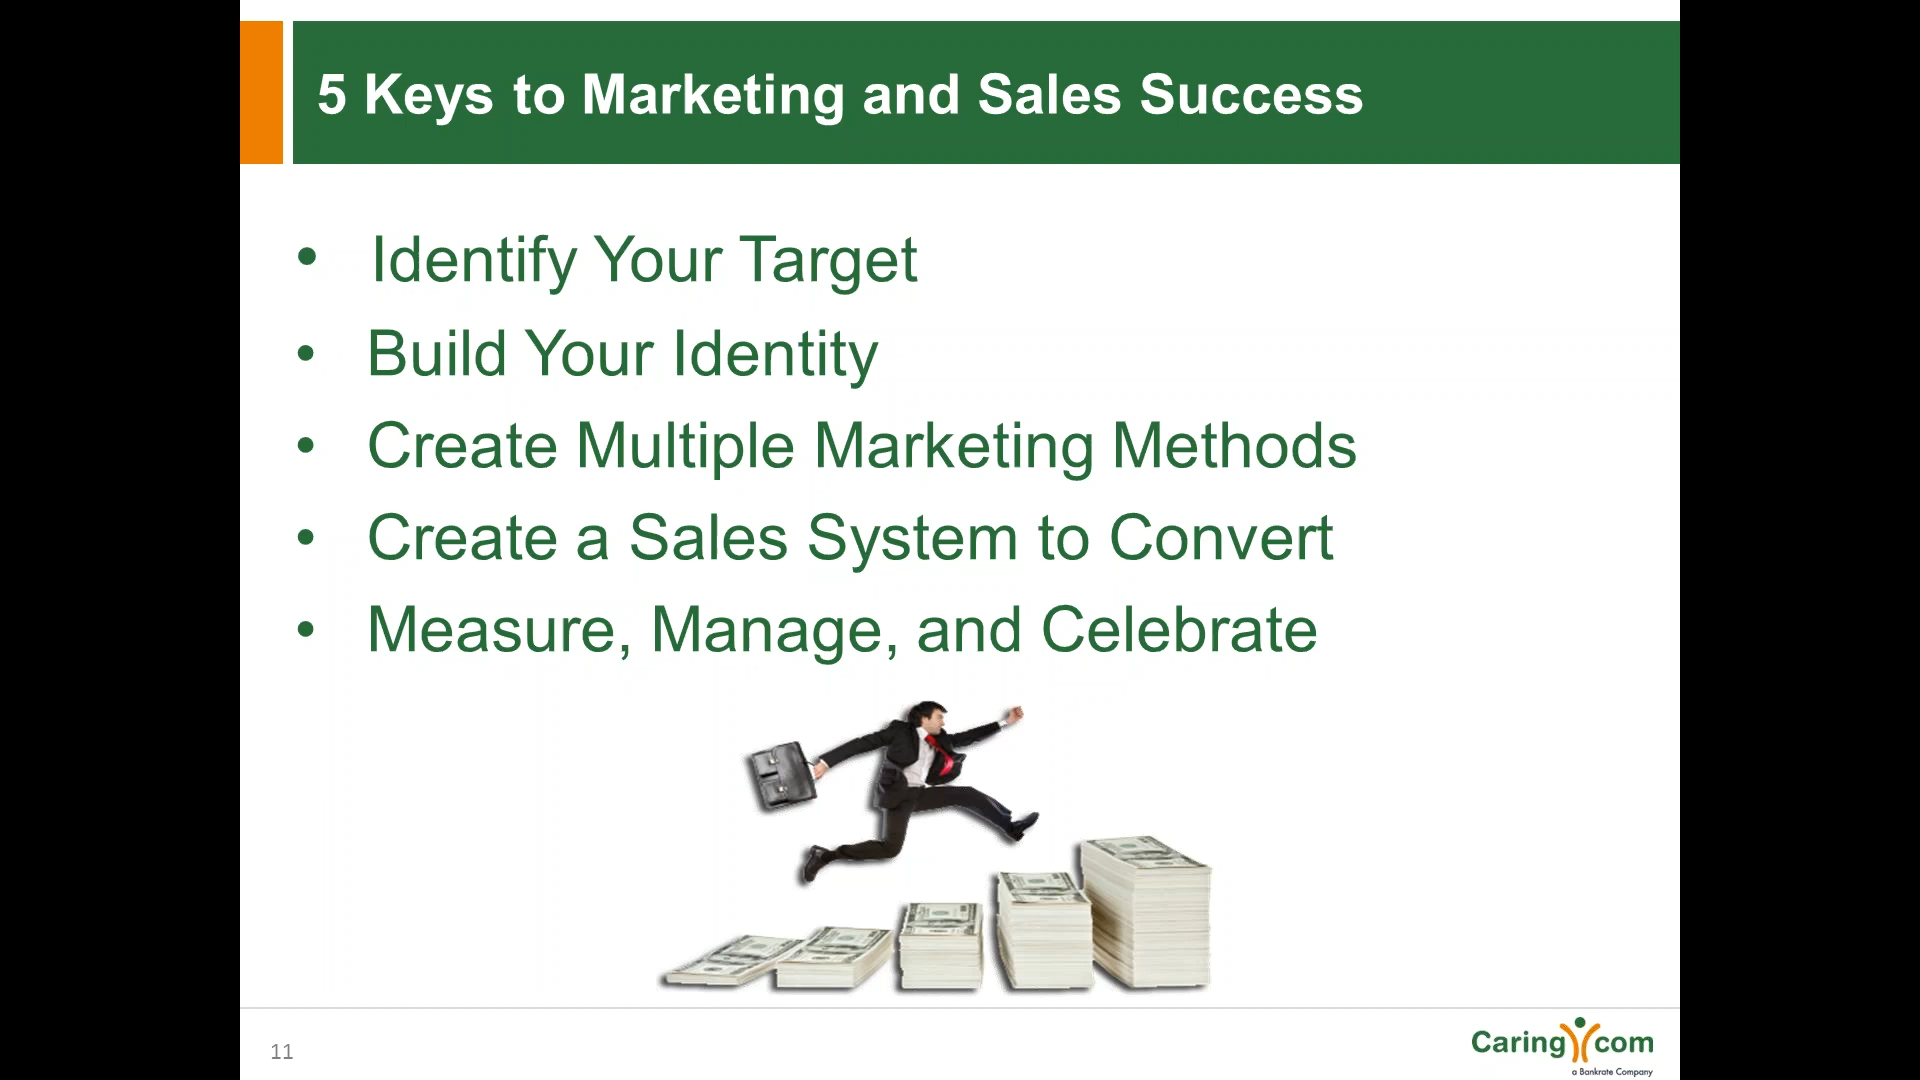 5 Keys to Marketing and Sales Success
• Identify Your Target
• Build Your Identity
• Create Multiple Marketing Methods
• Create a Sales System to Convert
• Measure, Manage, and Celebrate
11
Caring com
a Bankrate Company